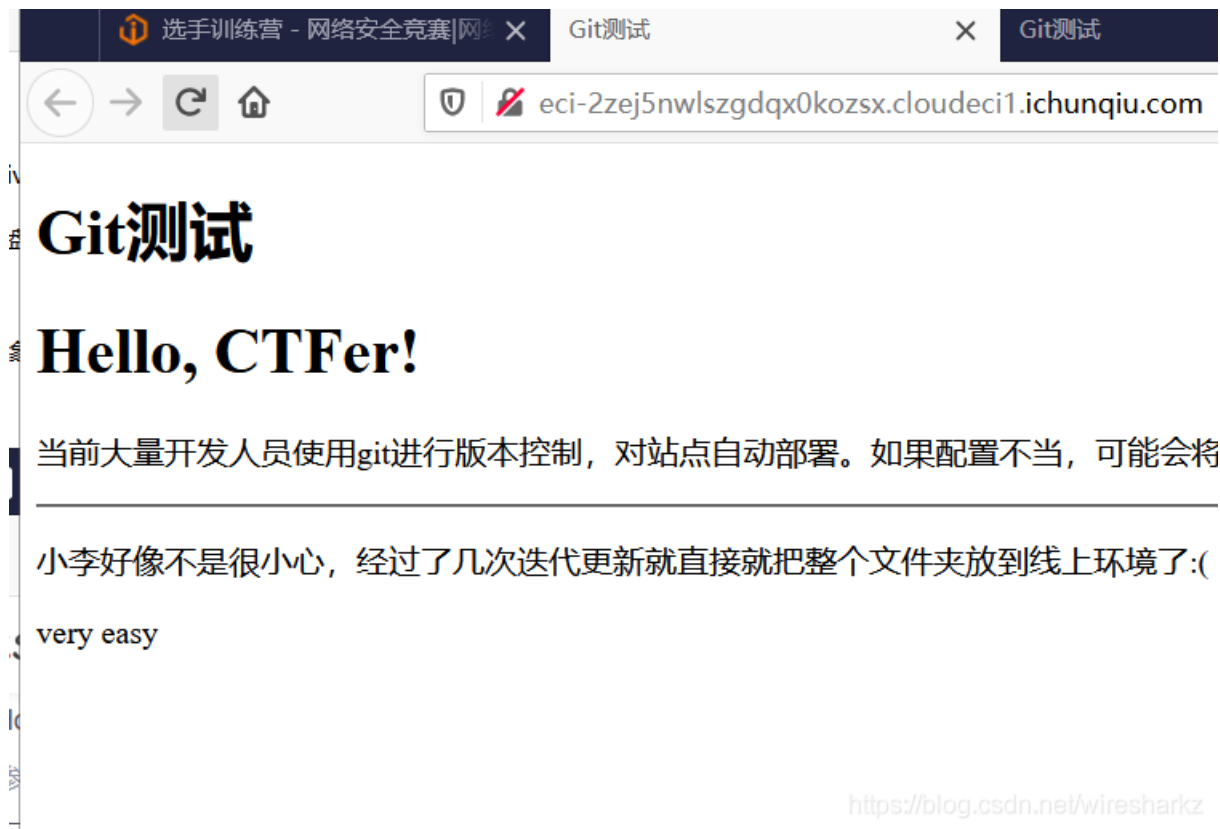 选手训练营 - 网络安全竞赛|网络
Git测试
Git测试
eci-2zej5nwlszgdqx0kozsx.cloudeci1.ichunqiu.com
Git测试
Hello, CTFer!
当前大量开发人员使用git进行版本控制，对站点自动部署。如果配置不当，可能会将
小李好像不是很小心，经过了几次迭代更新就直接就把整个文件夹放到线上环境了:(
very easy
https://blog.csdn.net/wiresharkz